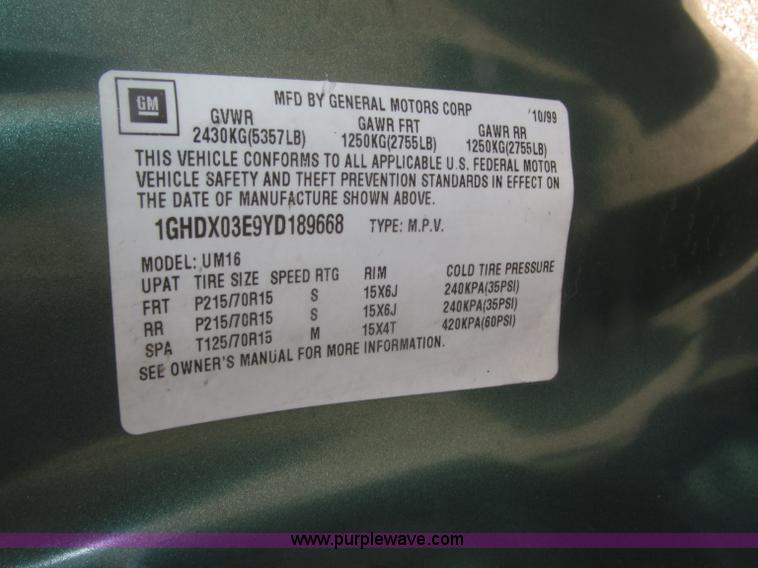 GM
MFD BY GENERAL MOTORS CORP '10/99
GVWR GAWR FRT GAWR RR
2430KG(5357LB) 1250KG(2755LB) 1250KG(2755LB)
THIS VEHICLE CONFORMS TO ALL APPLICABLE U.S. FEDERAL MOTOR
VEHICLE SAFETY AND THEFT PREVENTION STANDARDS IN EFFECT ON
THE DATE OF MANUFACTURE SHOWN ABOVE.
1GHDX03E9YD189668 TYPE: M.P.V.
MODEL: UM16
UPAT TIRE SIZE SPEED RTG RIM COLD TIRE PRESSURE
FRT P215/70R15 S 15X6J 240KPA(35PSI)
RR P215/70R15 S 15X6J 240KPA(35PSI)
SPA T125/70R15 M 15X4T 420KPA(60PSI)
SEE OWNER'S MANUAL FOR MORE INFORMATION.
www.purplewave.com